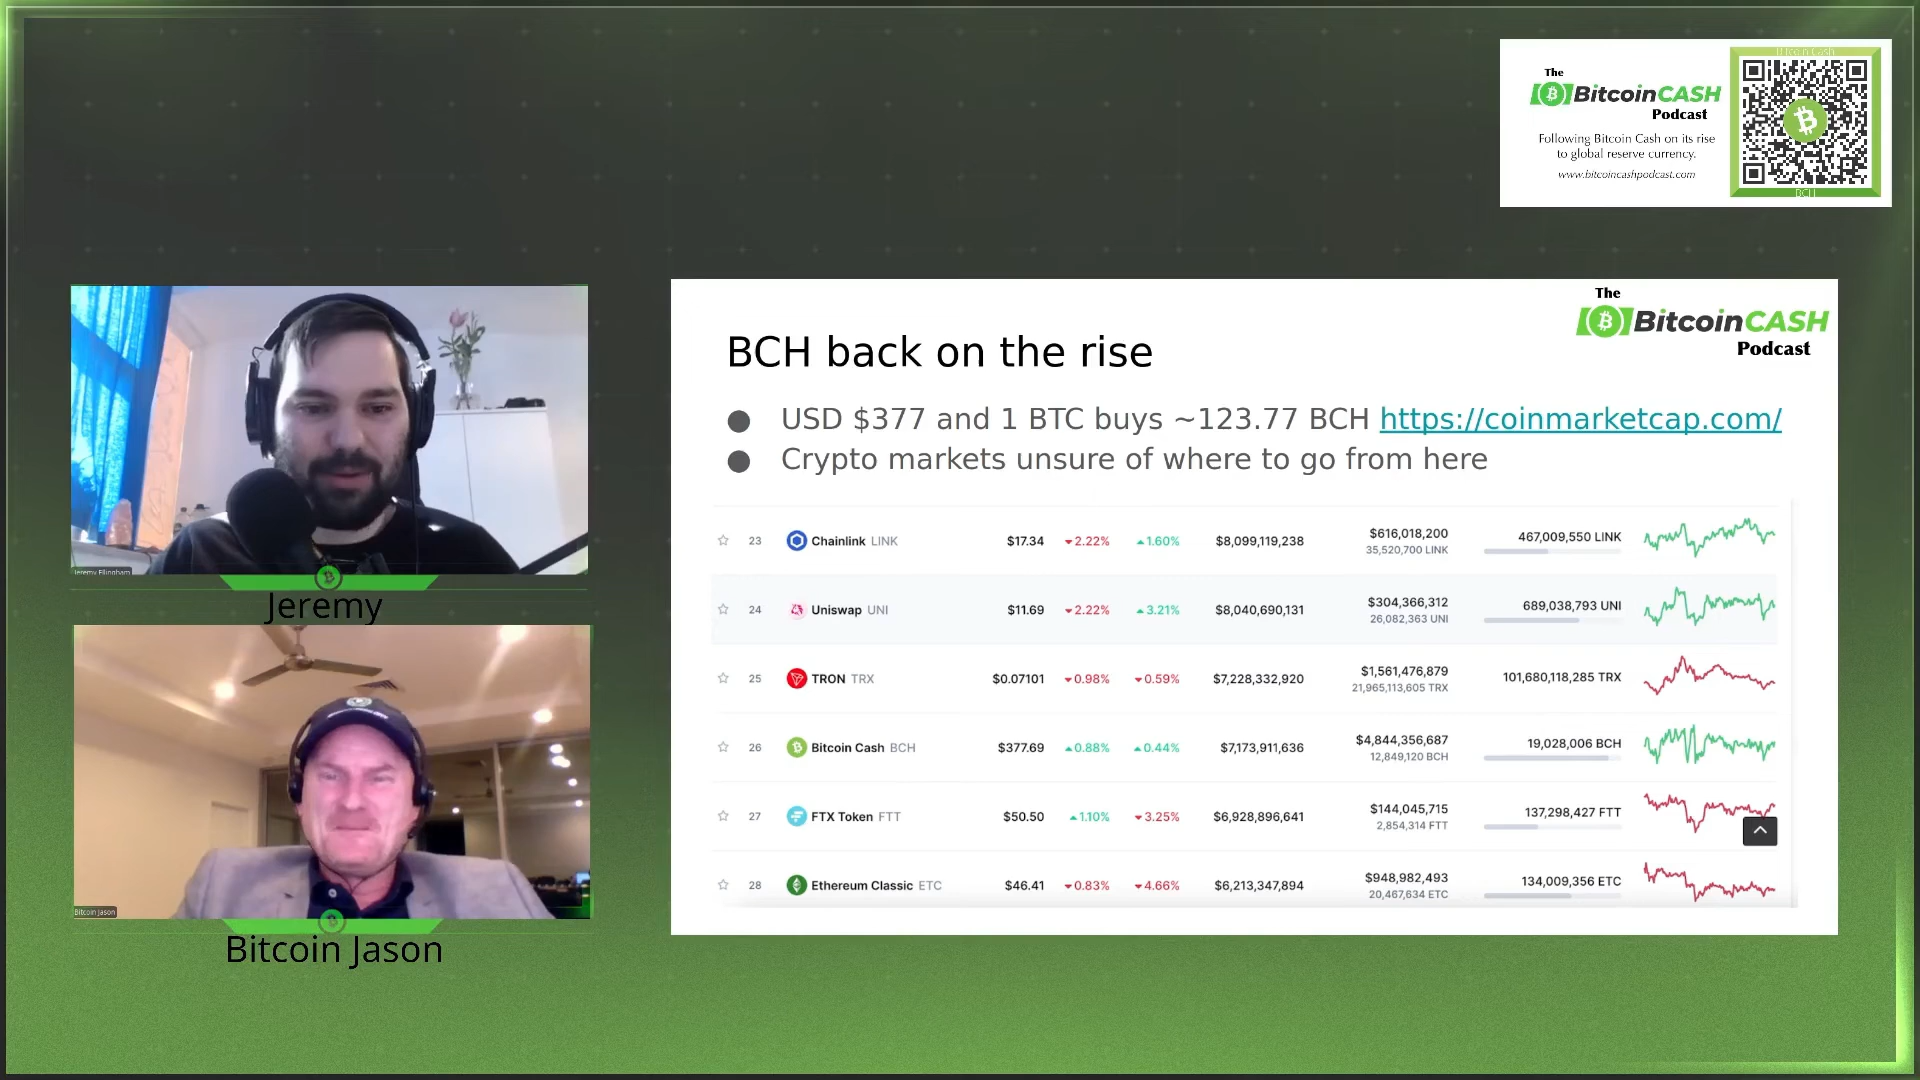 Bitcoin Cash
The
BitcoinCASH
Podcast
Following Bitcoin Cash on its rise
to global reserve currency.
www.bitcoincashpodcast.com
BCH
Jeremy Ellingham
Jeremy
Bitcoin Jason
Bitcoin Jason
The
BitcoinCASH
Podcast
BCH back on the rise
● USD $377 and 1 BTC buys ~123.77 BCH https://coinmarketcap.com/
● Crypto markets unsure of where to go from here
23 Chainlink LINK $17.34 2.22% 1.60% $8,099,119,238 $616,018,200 467,009,550 LINK
35,520,700 LINK
24 Uniswap UNI $11.69 2.22% 3.21% $8,040,690,131 $304,366,312 689,038,793 UNI
26,082,363 UNI
25 TRON TRX $0.07101 0.98% 0.59% $7,228,332,920 $1,561,476,879 101,680,118,285 TRX
21,965,113,605 TRX
26 Bitcoin Cash BCH $377.69 0.88% 0.44% $7,173,911,636 $4,844,356,687 19,028,006 BCH
12,849,120 BCH
27 FTX Token FTT $50.50 1.10% 3.25% $6,928,896,641 $144,045,715 137,298,427 FTT
2,854,314 FTT
28 Ethereum Classic ETC $46.41 0.83% 4.66% $6,213,347,894 $948,982,493 134,009,356 ETC
20,467,634 ETC